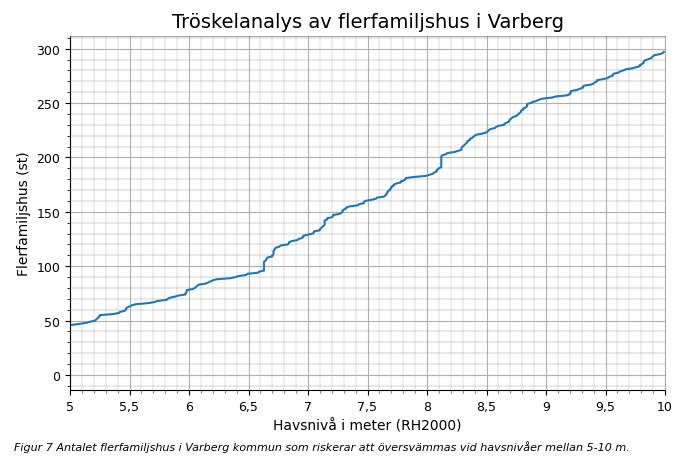 Tröskelanalys av flerfamiljshus i Varberg
Flerfamiljshus (st)
300
250
200
150
100
50
0
5 5,5 6 6,5 7 7,5 8 8,5 9 9,5 10
Havsnivå i meter (RH2000)
Figur 7 Antalet flerfamiljshus i Varberg kommun som riskerar att översvämmas vid havsnivåer mellan 5-10 m.